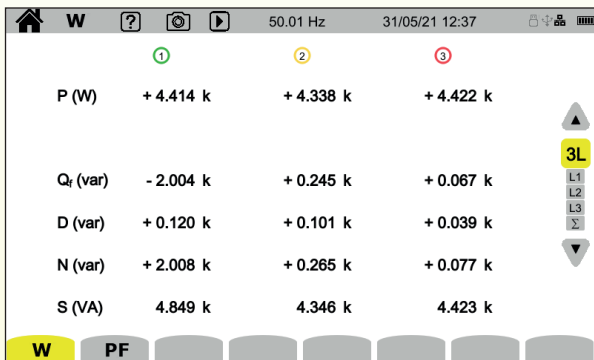 W ? 50.01 Hz 31/05/21 12:37
1 2 3
P (W) + 4.414 k + 4.338 k + 4.422 k
3L
Qf (var) - 2.004 k + 0.245 k + 0.067 k
L1
L2
D (var) + 0.120 k + 0.101 k + 0.039 k
L3
Σ
N (var) + 2.008 k + 0.265 k + 0.077 k
S (VA) 4.849 k 4.346 k 4.423 k
W PF